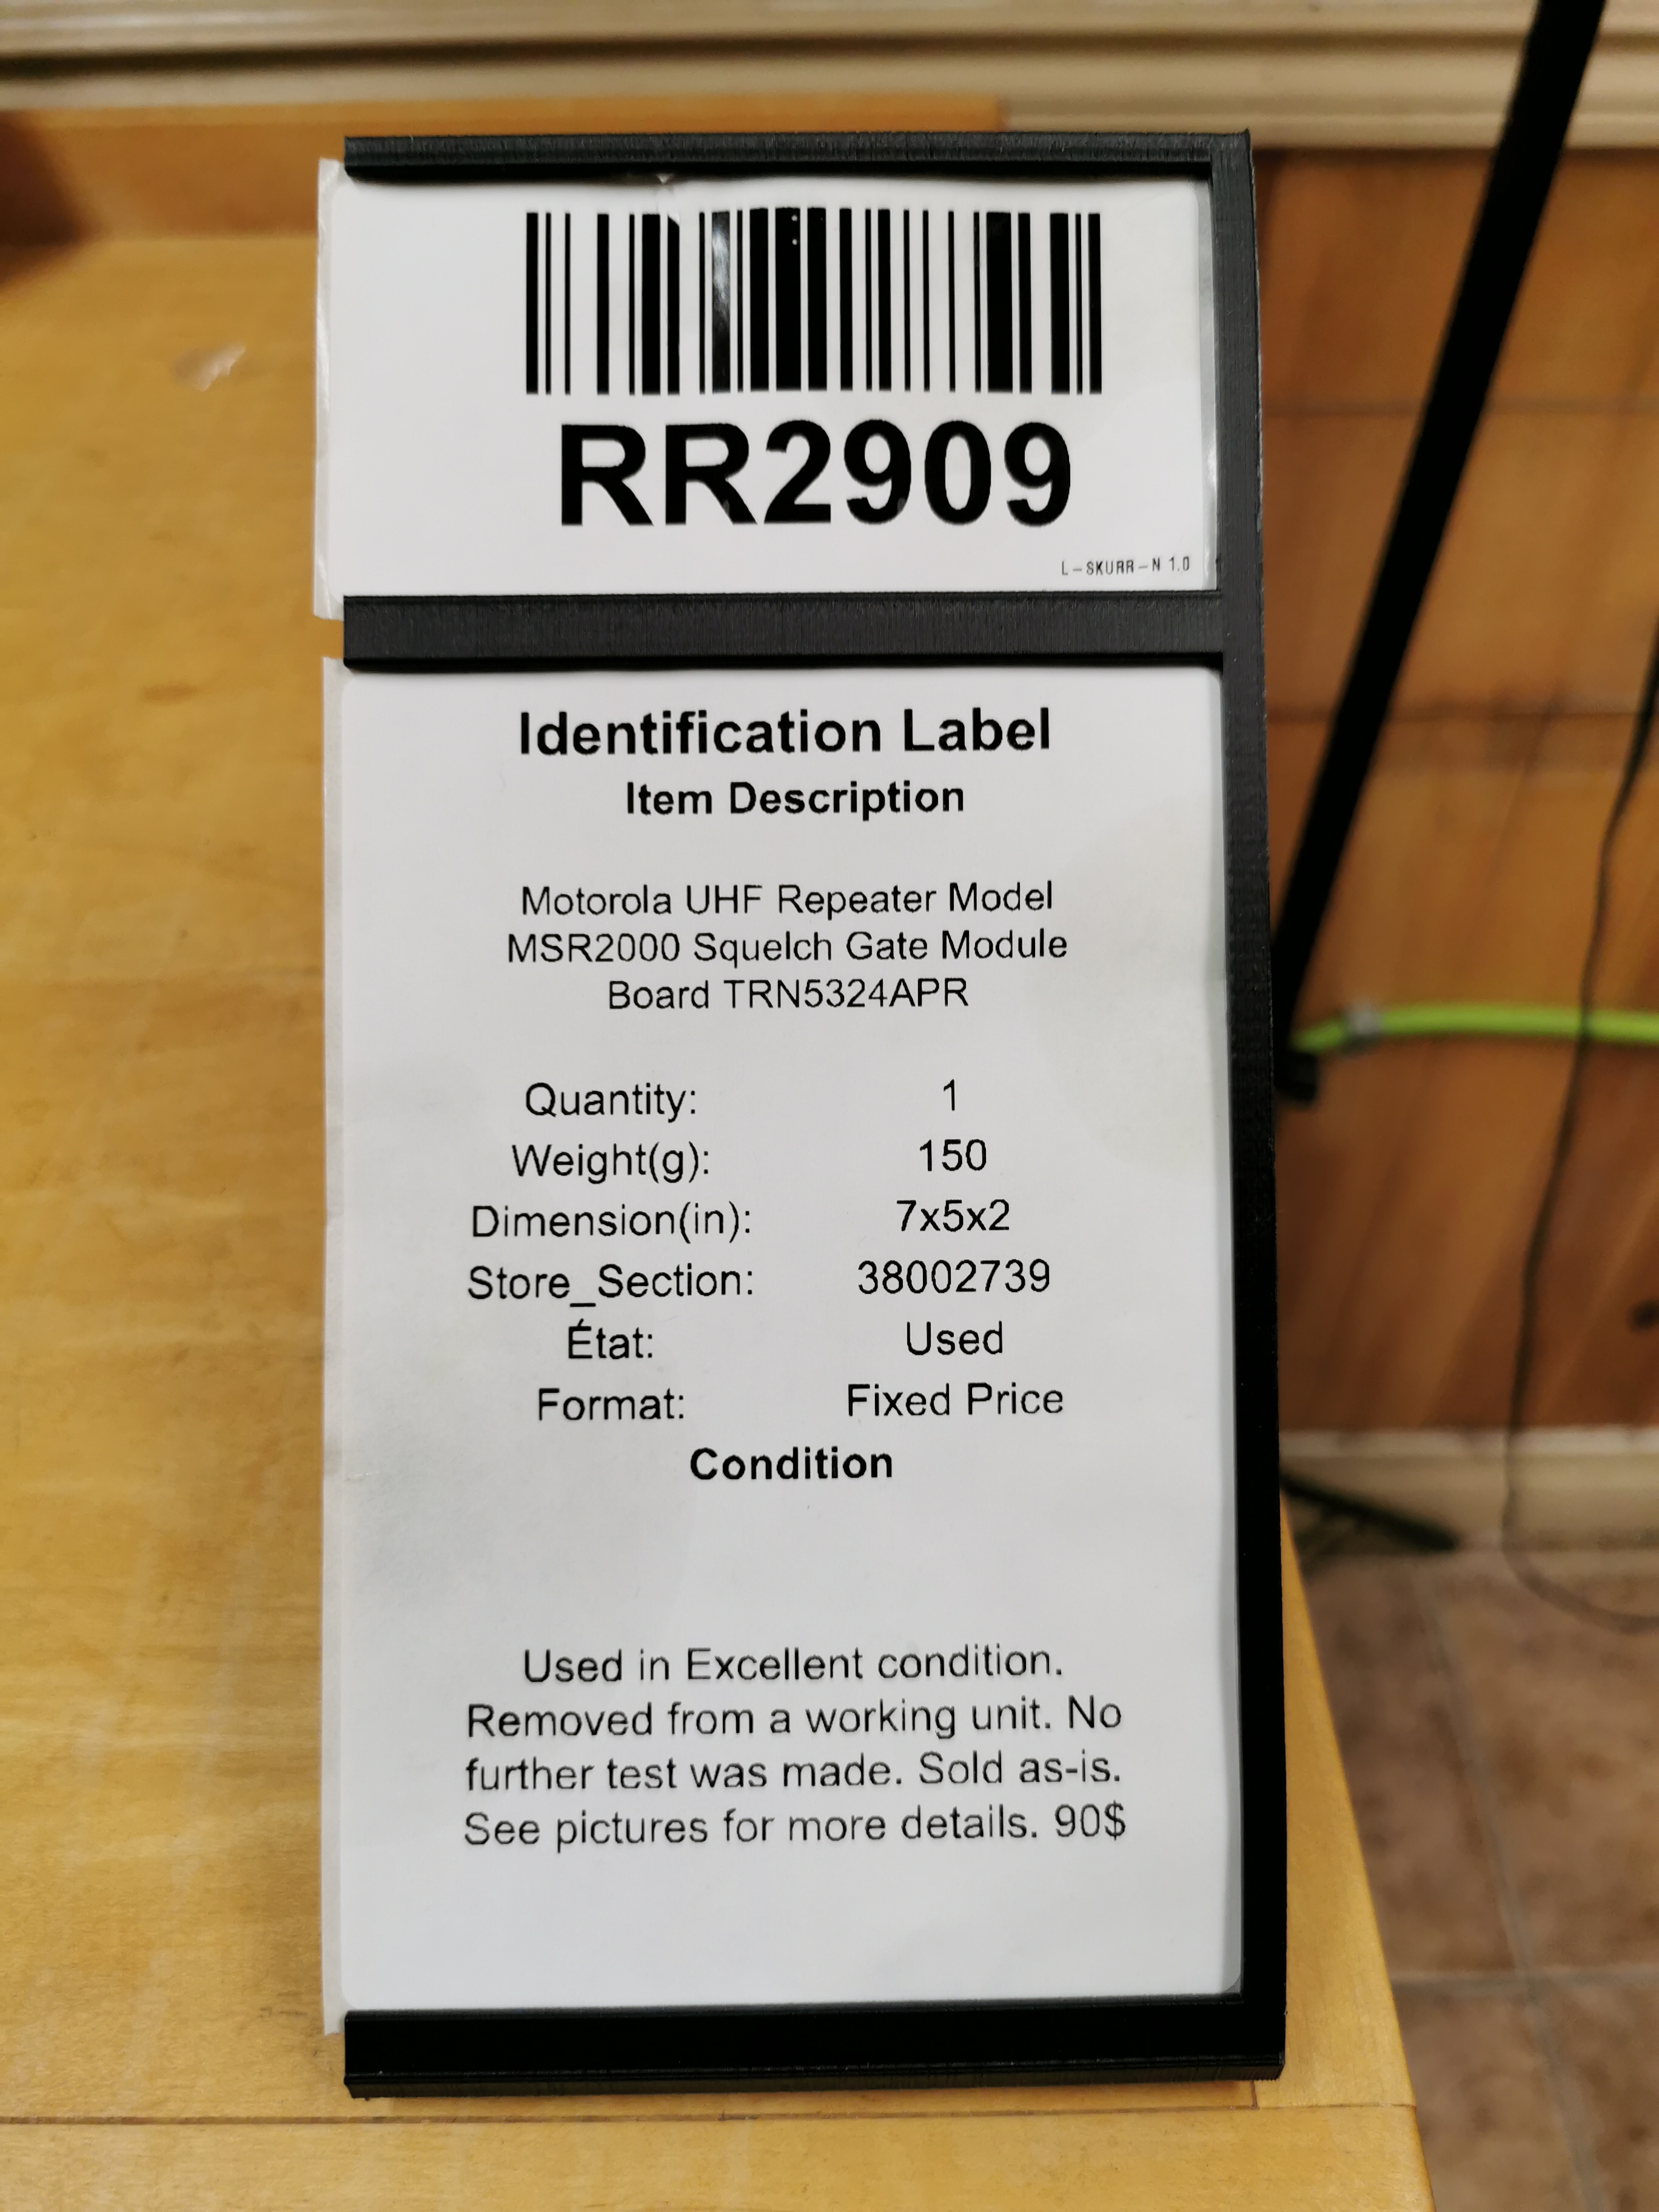 RR2909
L-SKURR-N 1.0
Identification Label
Item Description
Motorola UHF Repeater Model
MSR2000 Squelch Gate Module
Board TRN5324APR
Quantity: 1
Weight(g): 150
Dimension(in): 7x5x2
Store_Section: 38002739
État: Used
Format: Fixed Price
Condition
Used in Excellent condition.
Removed from a working unit. No
further test was made. Sold as-is.
See pictures for more details. 90$